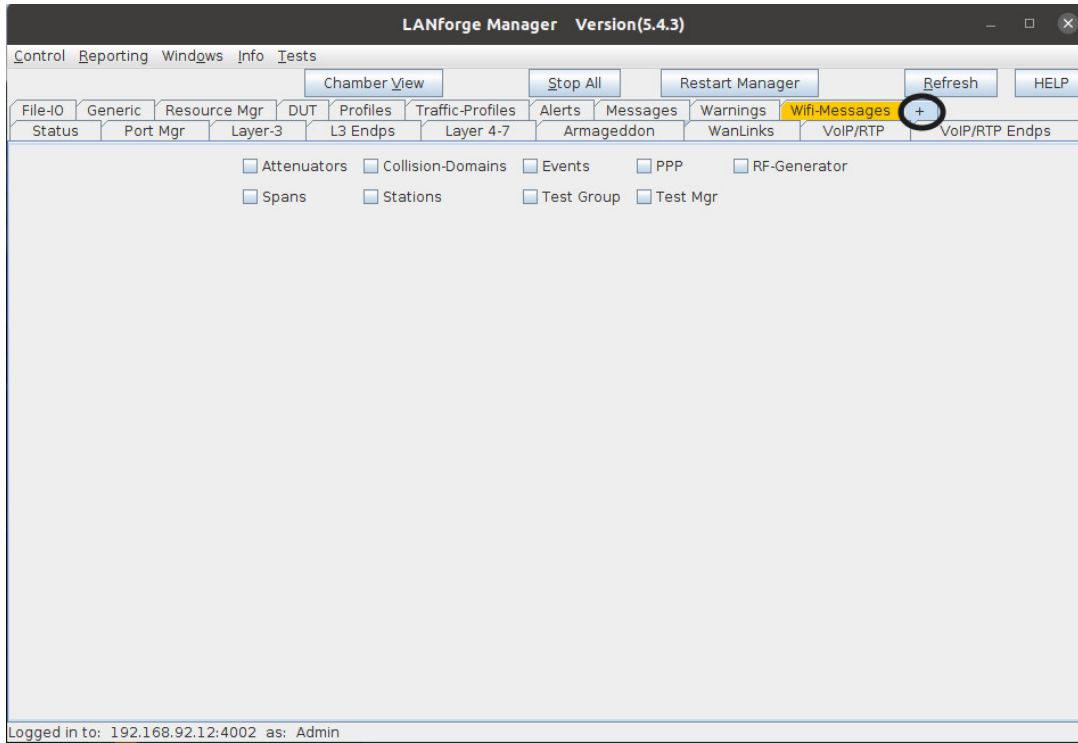 LANforge Manager Version(5.4.3)
Control Reporting Windows Info Tests
Chamber View Stop All Restart Manager Refresh HELP
File-IO Generic Resource Mgr DUT Profiles Traffic-Profiles Alerts Messages Warnings Wifi-Messages +
Status Port Mgr Layer-3 L3 Endps Layer 4-7 Armageddon WanLinks VoIP/RTP VoIP/RTP Endps
Attenuators Collision-Domains Events PPP RF-Generator
Spans Stations Test Group Test Mgr
Logged in to: 192.168.92.12:4002 as: Admin